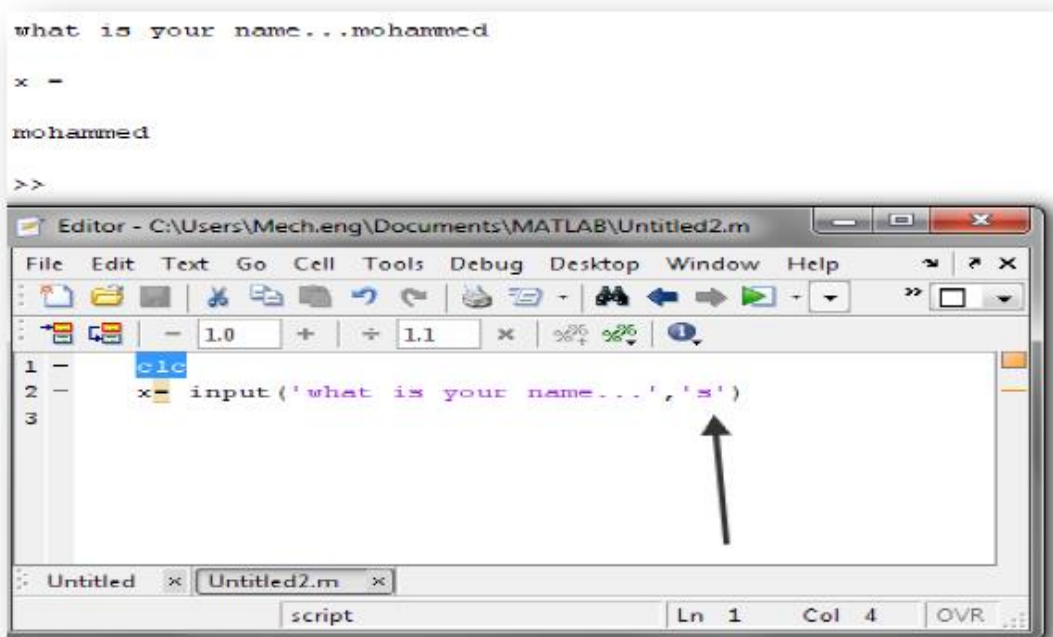 what is your name...mohammed
x =
mohammed
>>
Editor - C:\Users\Mech.eng\Documents\MATLAB\Untitled2.m
File Edit Text Go Cell Tools Debug Desktop Window Help
- 1.0 + ÷ 1.1 ×
1 - clc
2 - x= input('what is your name...','s')
3
Untitled × Untitled2.m ×
script Ln 1 Col 4 OVR